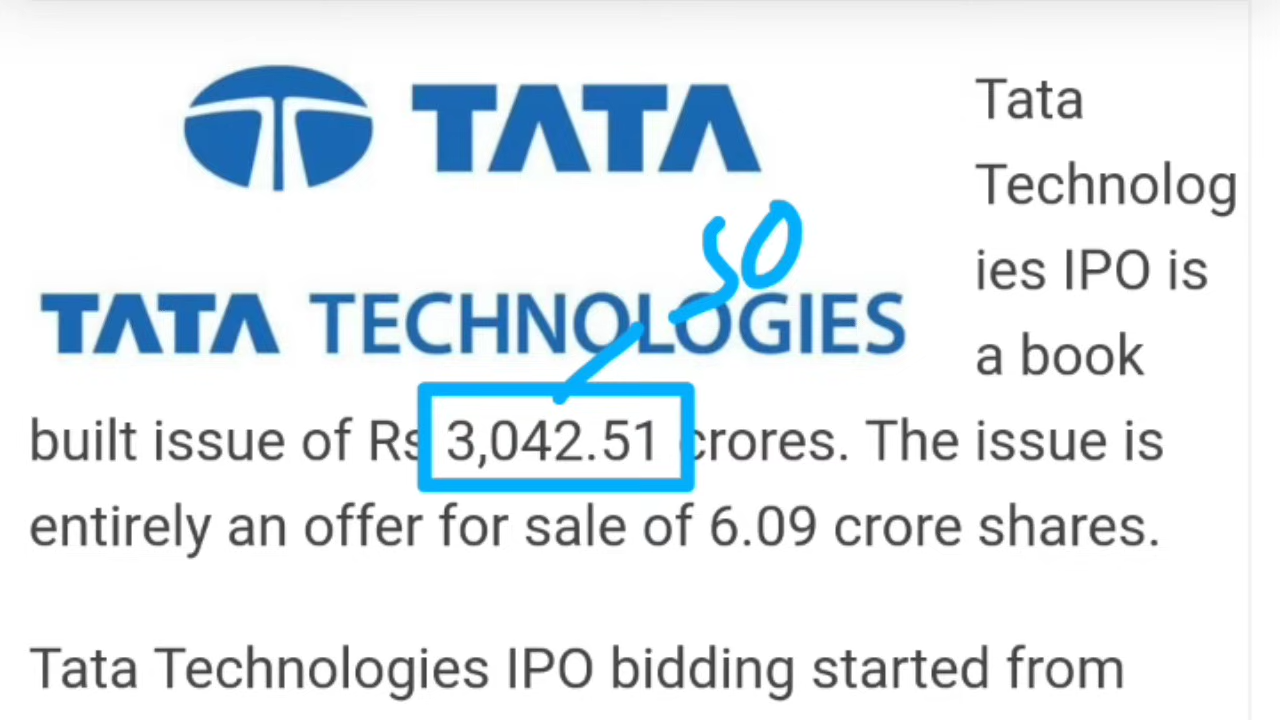 TATA
Tata
Technolog
50
ies IPO is
TATA TECHNOLOGIES
a book
built issue of Rs 3,042.51 crores. The issue is
entirely an offer for sale of 6.09 crore shares.
Tata Technologies IPO bidding started from